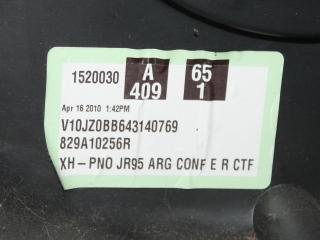 1520030 A 65
409 1
Apr 16 2010 1:42PM
V10JZ0BB643140769
829A10256R
XH-PNO JR95 ARG CONF E R CTF